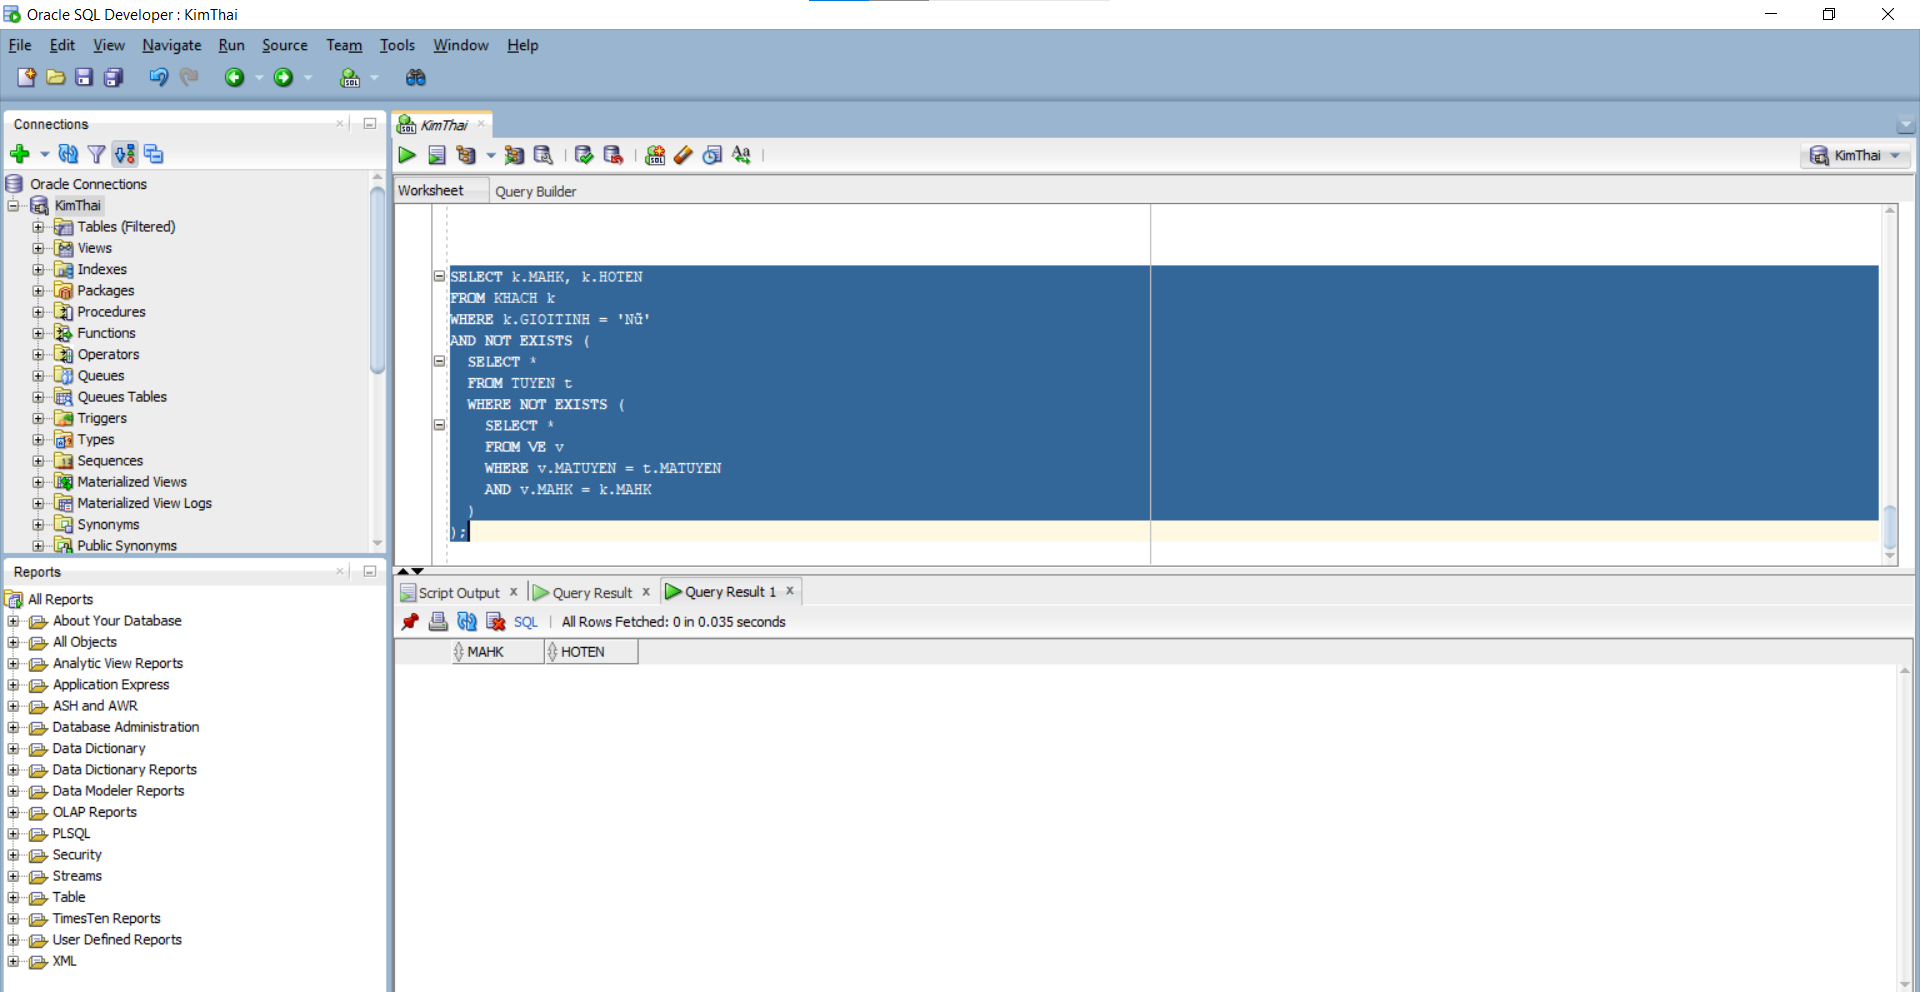 Oracle SQL Developer : KimThai
File Edit View Navigate Run Source Team Tools Window Help
Connections
Oracle Connections
KimThai
Tables (Filtered)
Views
Indexes
Packages
Procedures
Functions
Operators
Queues
Queues Tables
Triggers
Types
Sequences
Materialized Views
Materialized View Logs
Synonyms
Public Synonyms
Reports
All Reports
About Your Database
All Objects
Analytic View Reports
Application Express
ASH and AWR
Database Administration
Data Dictionary
Data Dictionary Reports
Data Modeler Reports
OLAP Reports
PLSQL
Security
Streams
Table
TimesTen Reports
User Defined Reports
XML
KimThai
KimThai
Worksheet Query Builder
SELECT k.MAHK, k.HOTEN
FROM KHACH k
WHERE k.GIOITINH = 'Nữ'
AND NOT EXISTS (
SELECT *
FROM TUYEN t
WHERE NOT EXISTS (
SELECT *
FROM VE v
WHERE v.MATUYEN = t.MATUYEN
AND v.MAHK = k.MAHK
)
);
Script Output Query Result Query Result 1
SQL All Rows Fetched: 0 in 0.035 seconds
MAHK HOTEN